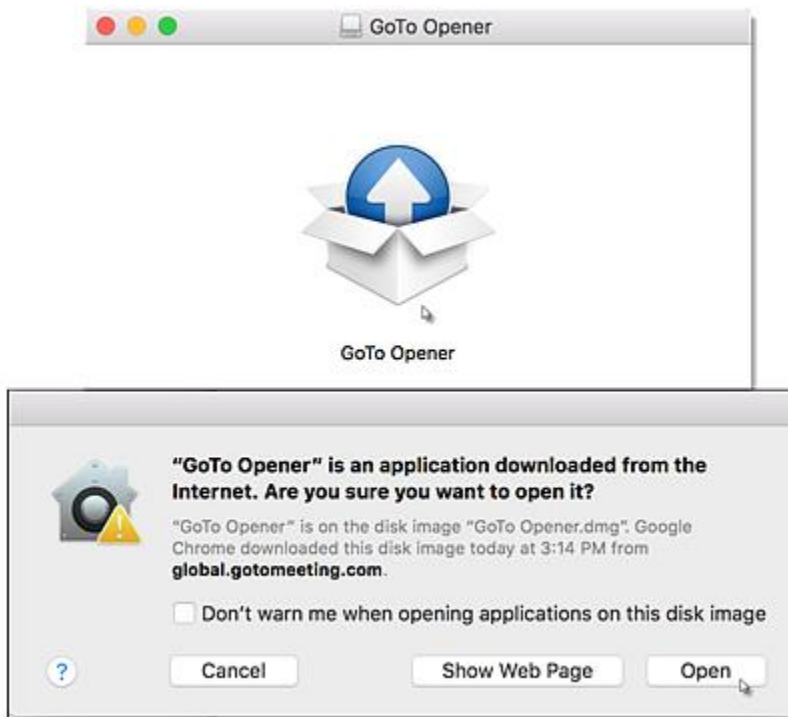 GoTo Opener
GoTo Opener
“GoTo Opener” is an application downloaded from the
Internet. Are you sure you want to open it?
“GoTo Opener” is on the disk image “GoTo Opener.dmg”. Google
Chrome downloaded this disk image today at 3:14 PM from
global.gotomeeting.com.
Don’t warn me when opening applications on this disk image
? Cancel Show Web Page Open